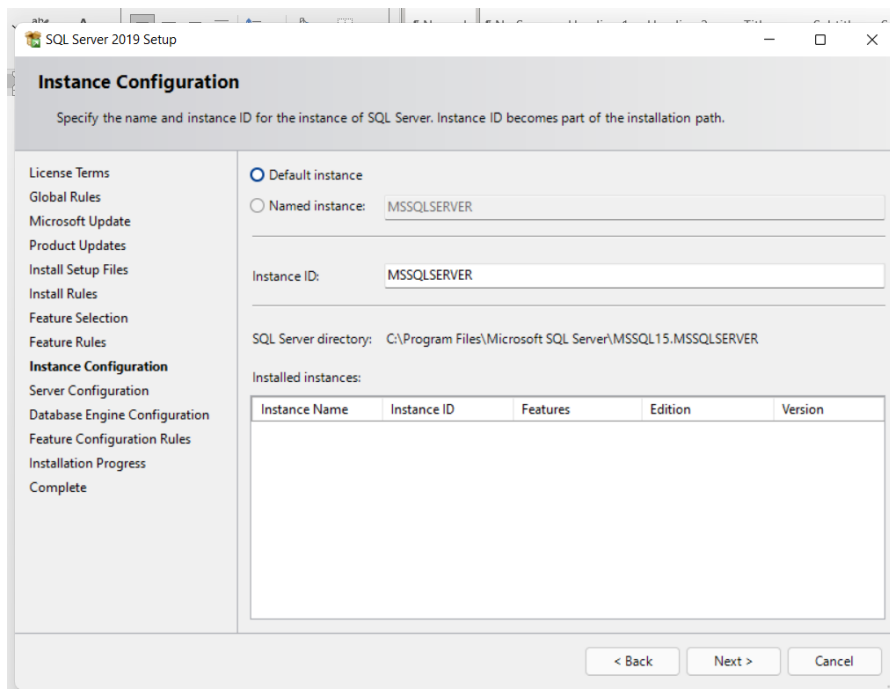 SQL Server 2019 Setup
Instance Configuration
Specify the name and instance ID for the instance of SQL Server. Instance ID becomes part of the installation path.
License Terms
Global Rules
Microsoft Update
Product Updates
Install Setup Files
Install Rules
Feature Selection
Feature Rules
Instance Configuration
Server Configuration
Database Engine Configuration
Feature Configuration Rules
Installation Progress
Complete
Default instance
Named instance: MSSQLSERVER
Instance ID: MSSQLSERVER
SQL Server directory: C:\Program Files\Microsoft SQL Server\MSSQL15.MSSQLSERVER
Installed instances:
Instance Name Instance ID Features Edition Version
< Back Next > Cancel